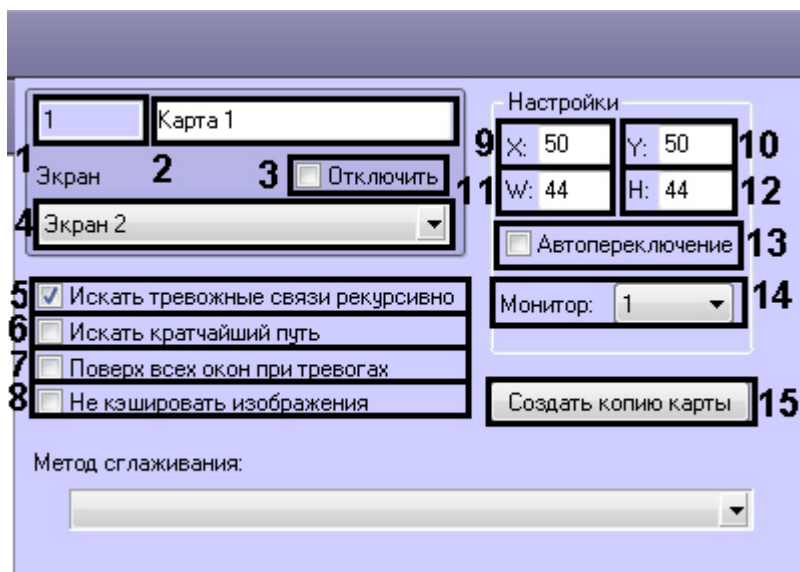 1 Карта 1
1 Экран 2 3 Отключить
4 Экран 2
5 Искать тревожные связи рекурсивно
6 Искать кратчайший путь
7 Поверх всех окон при тревогах
8 Не кэшировать изображения
Метод сглаживания:
Настройки
9 X: 50 Y: 50 10
11 W: 44 H: 44 12
Автопереключение 13
Монитор: 1 14
Создать копию карты 15